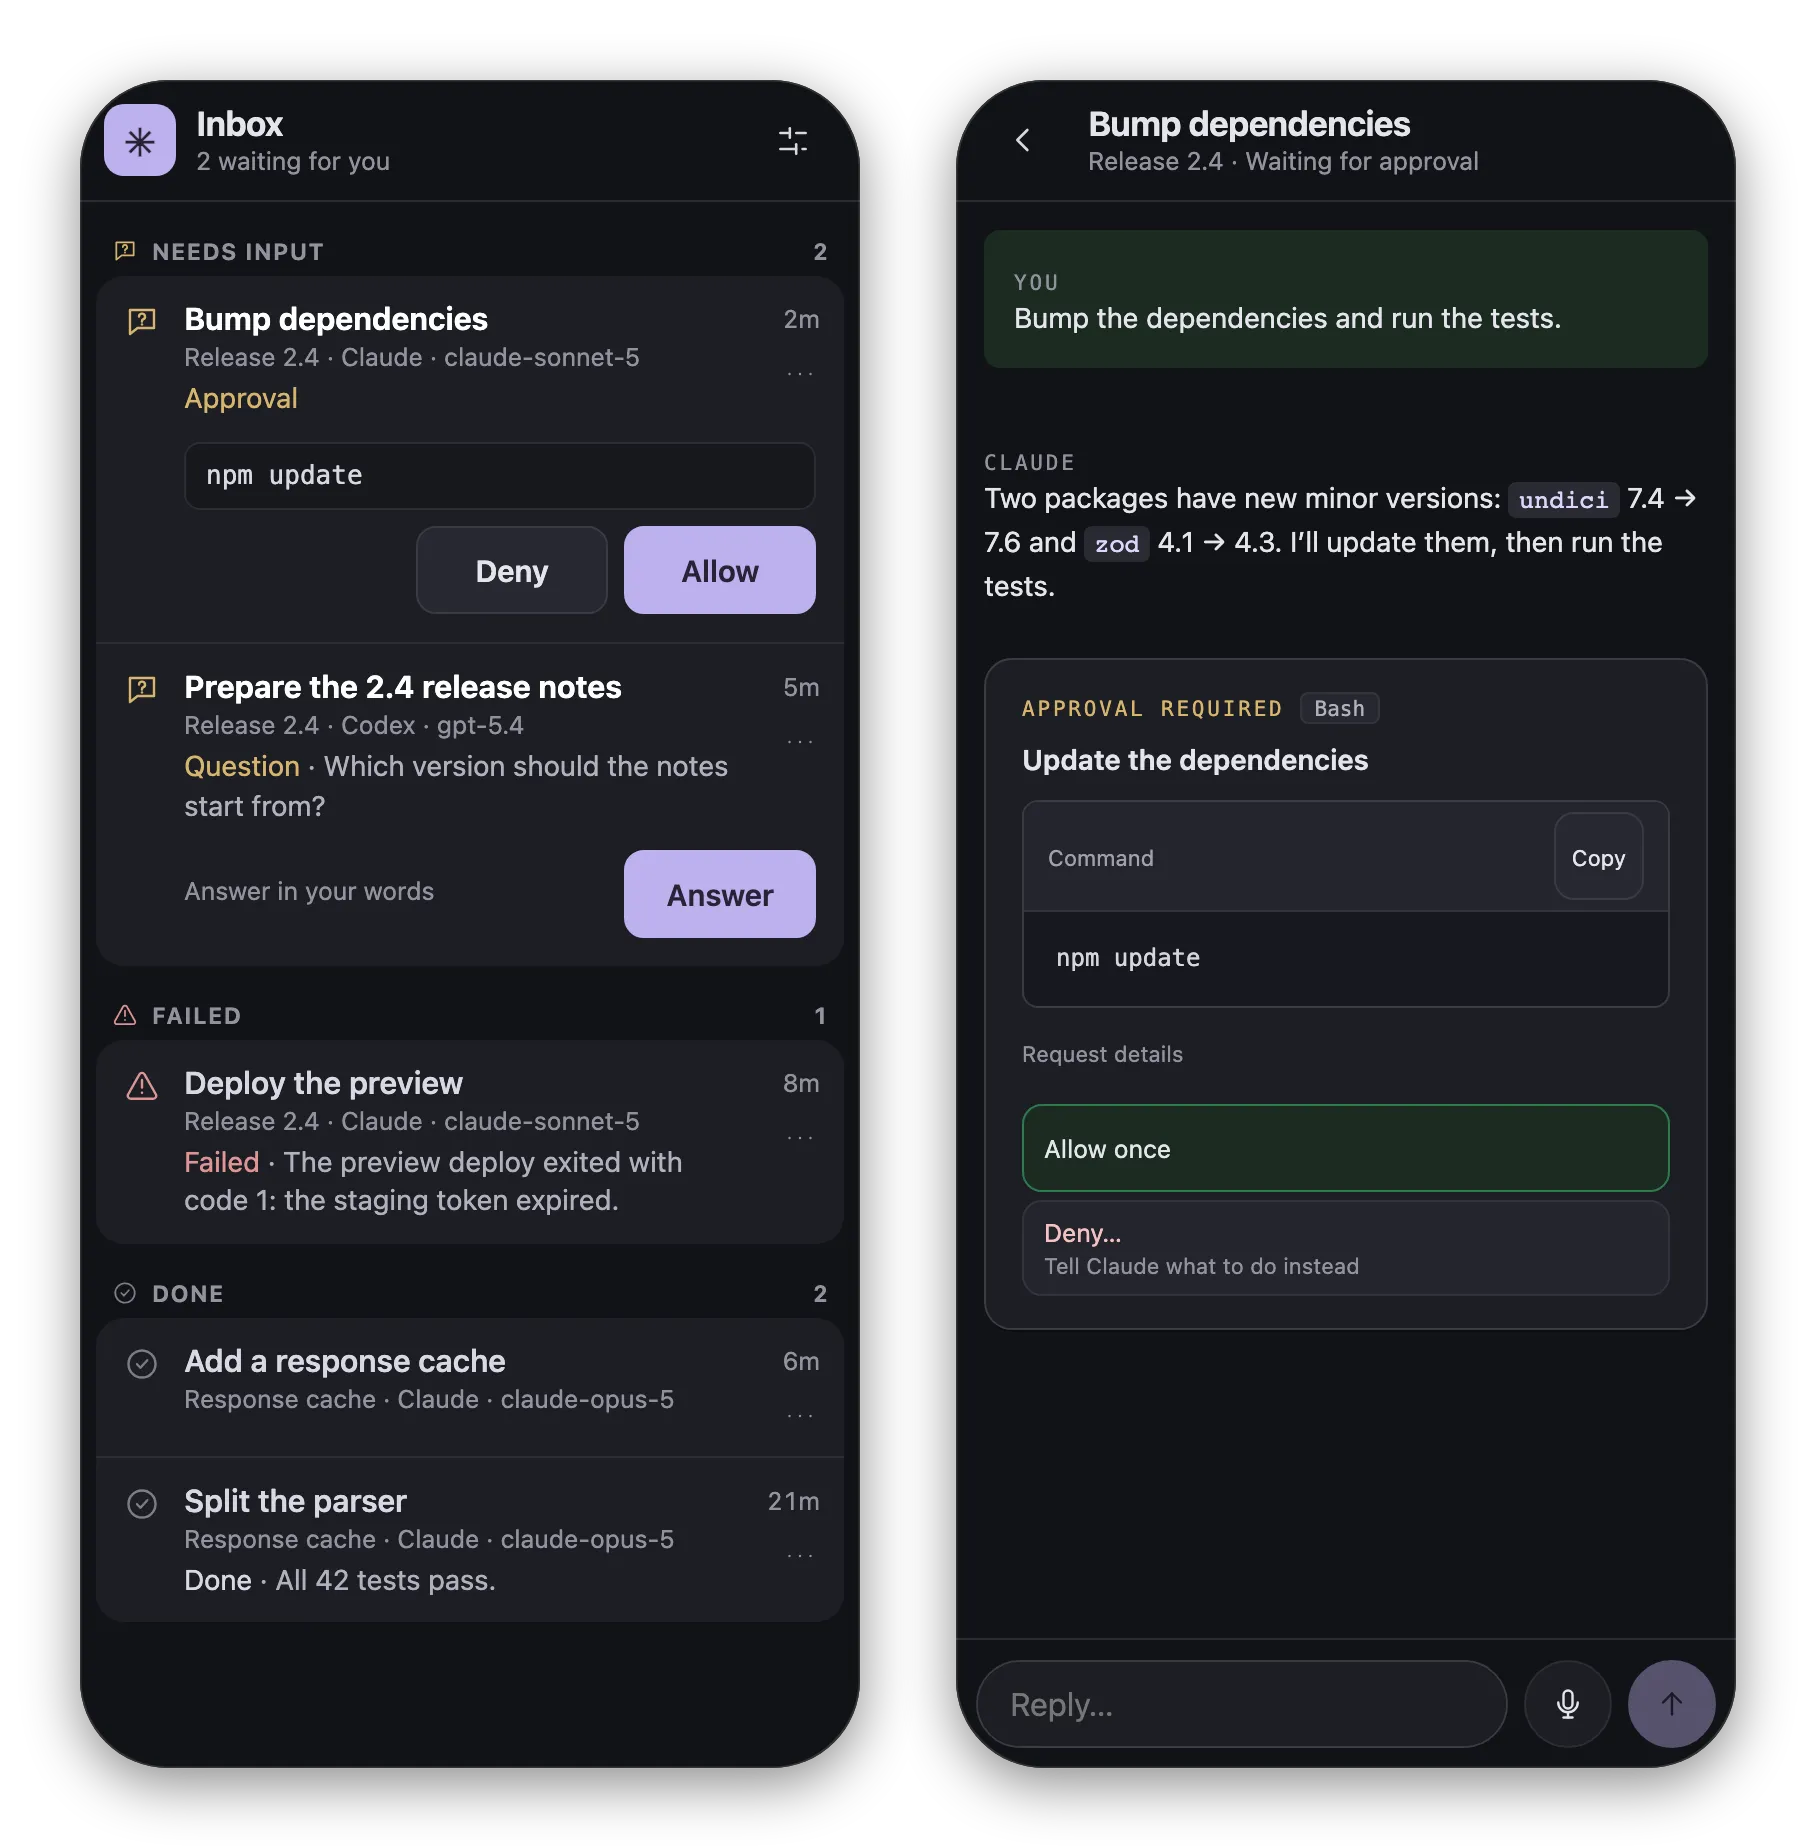 Inbox
2 waiting for you
NEEDS INPUT 2
Bump dependencies 2m
Release 2.4 · Claude · claude-sonnet-5
...
Approval
npm update
Deny Allow
Prepare the 2.4 release notes 5m
Release 2.4 · Codex · gpt-5.4
...
Question · Which version should the notes
start from?
Answer in your words Answer
FAILED 1
Deploy the preview 8m
Release 2.4 · Claude · claude-sonnet-5
...
Failed · The preview deploy exited with
code 1: the staging token expired.
DONE 2
Add a response cache 6m
Response cache · Claude · claude-opus-5
...
Split the parser 21m
Response cache · Claude · claude-opus-5
...
Done · All 42 tests pass.
Bump dependencies
Release 2.4 · Waiting for approval
YOU
Bump the dependencies and run the tests.
CLAUDE
Two packages have new minor versions: undici 7.4 →
7.6 and zod 4.1 → 4.3. I’ll update them, then run the
tests.
APPROVAL REQUIRED Bash
Update the dependencies
Command Copy
npm update
Request details
Allow once
Deny…
Tell Claude what to do instead
Reply…